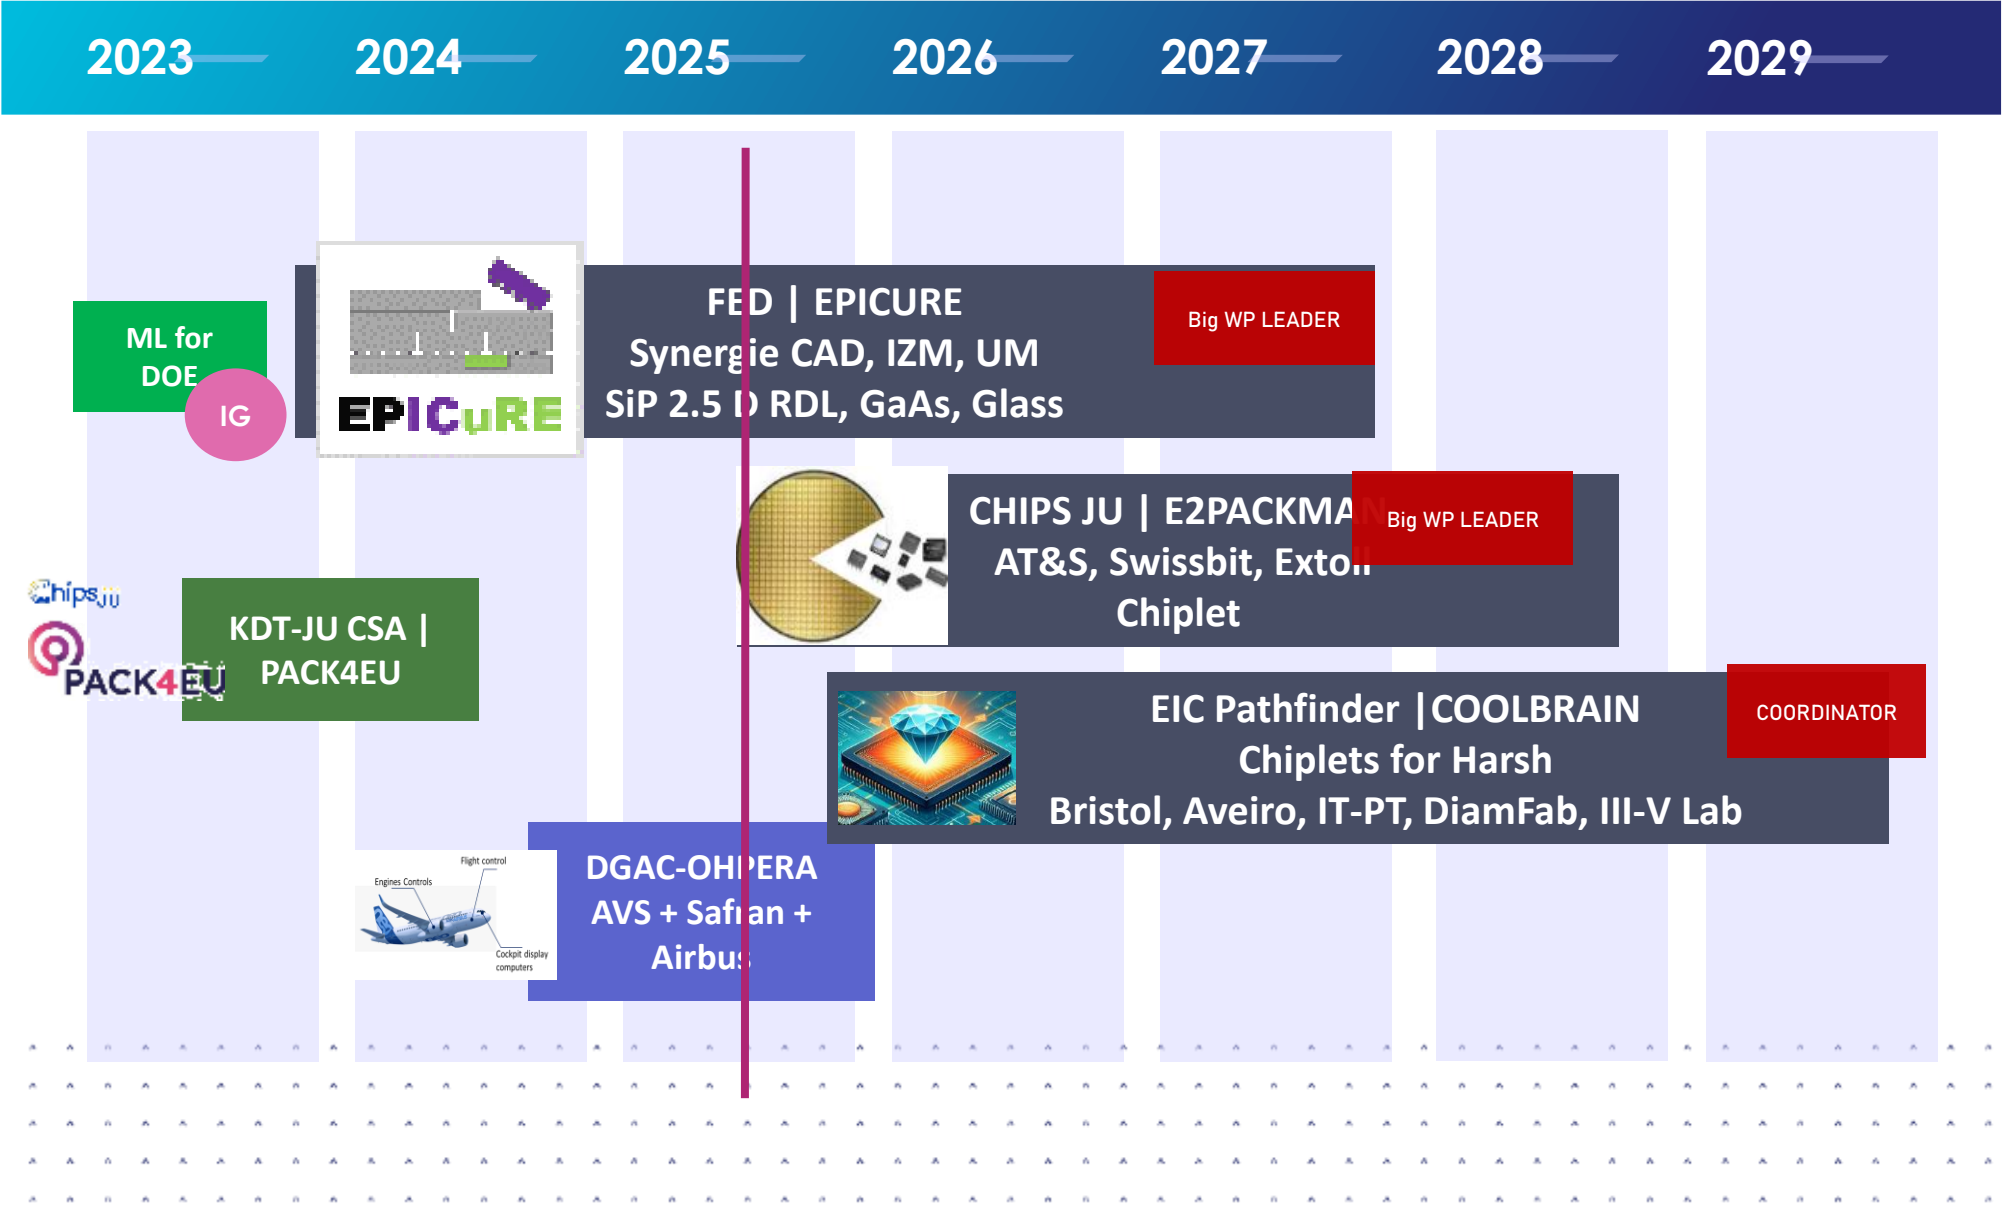 2023
2024
2025
2026
2027
2028
2029
ML for
DOE
IG
EPICuRE
FED | EPICURE
Synergie CAD, IZM, UM
SiP 2.5 D RDL, GaAs, Glass
Big WP LEADER
CHIPS JU | E2PACKMAN
AT&S, Swissbit, Extoll
Chiplet
Big WP LEADER
ChipsJU
PACK4EU
KDT-JU CSA |
PACK4EU
EIC Pathfinder |COOLBRAIN
Chiplets for Harsh
Bristol, Aveiro, IT-PT, DiamFab, III-V Lab
COORDINATOR
Flight control
Engines Controls
Cockpit display
computers
DGAC-OHPERA
AVS + Safran +
Airbus